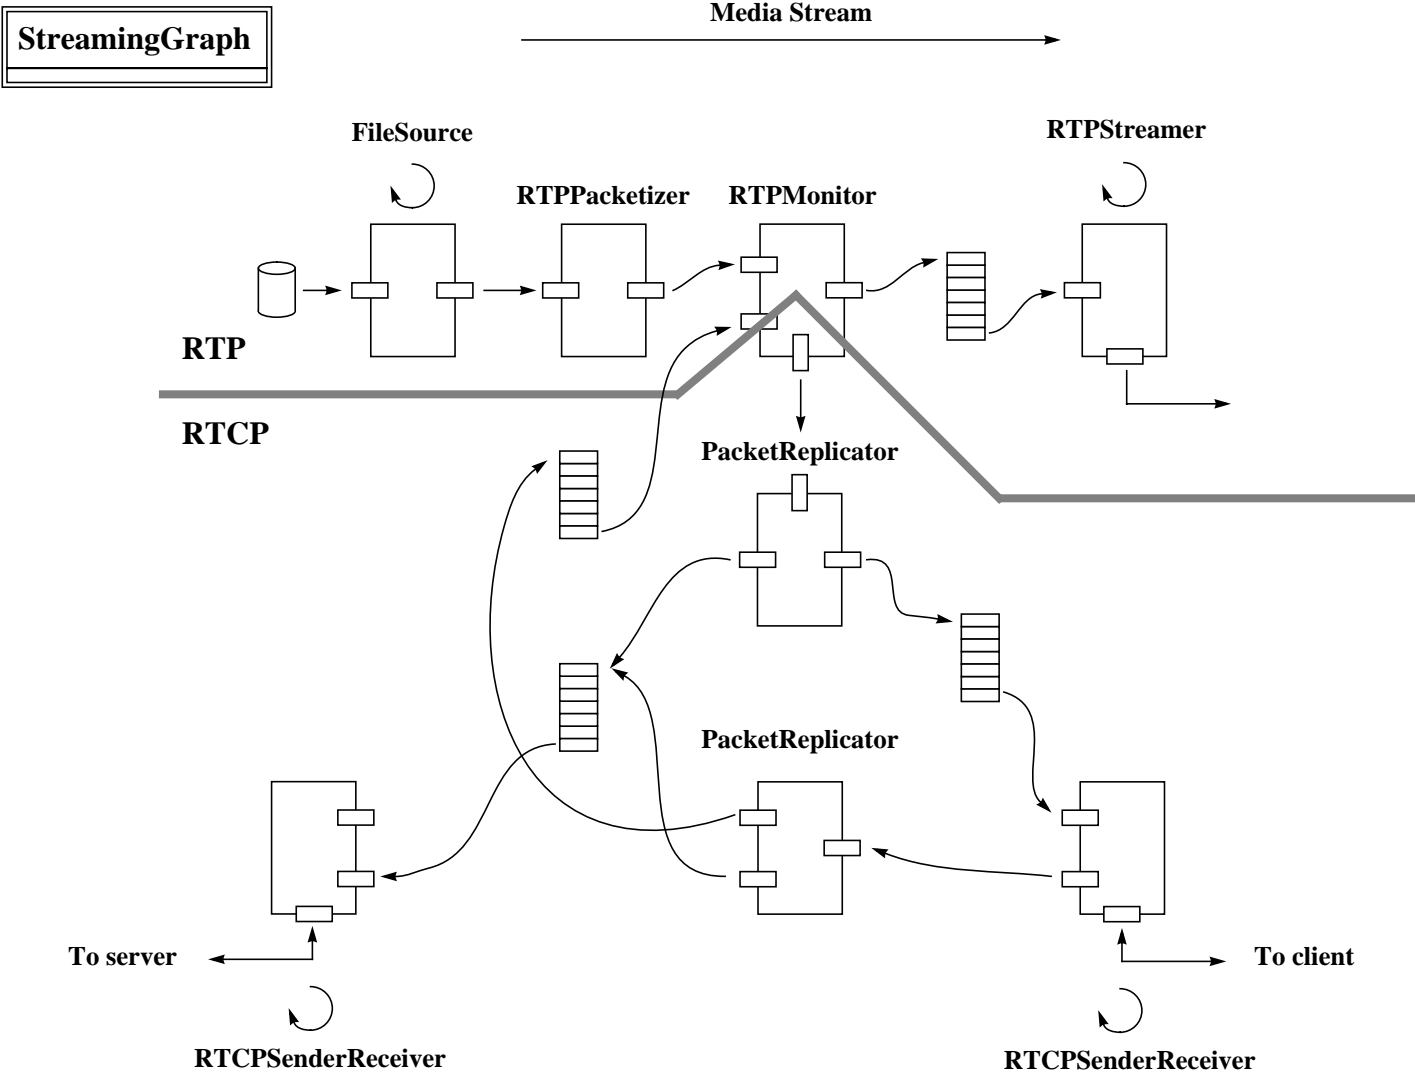 Media Stream
StreamingGraph
FileSource
RTPStreamer
RTPPacketizer
RTPMonitor
RTP
RTCP
PacketReplicator
PacketReplicator
To server
To client
RTCPSenderReceiver
RTCPSenderReceiver